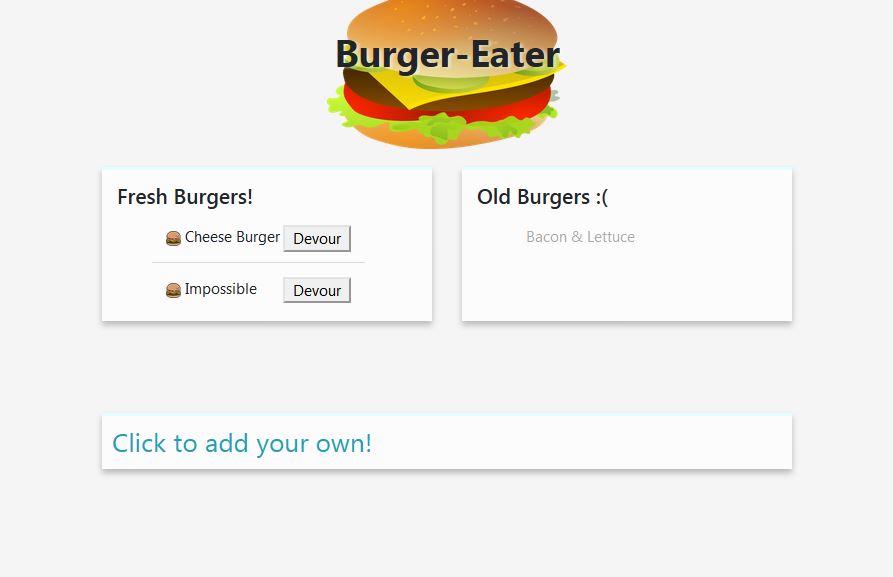 Burger-Eater
Fresh Burgers!
Cheese Burger Devour
Impossible Devour
Old Burgers :(
Bacon & Lettuce
Click to add your own!